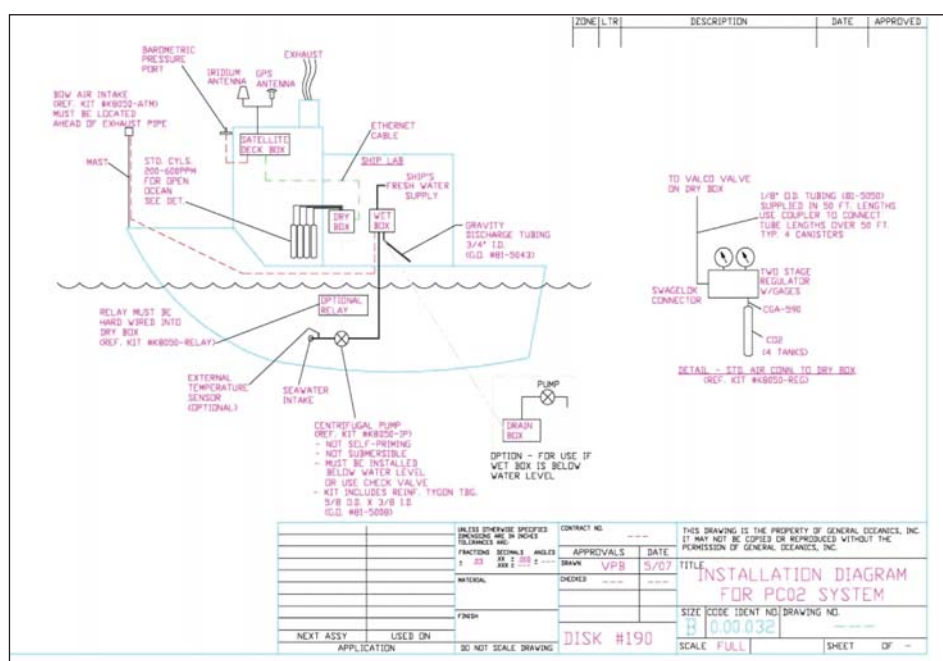 ZONE LTR DESCRIPTION DATE APPROVED
BAROMETRIC
PRESSURE
PORT
IRIDIUM
ANTENNA
GPS
ANTENNA
EXHAUST
BOW AIR INTAKE
(REF. KIT #K8050-ATM)
MUST BE LOCATED
AHEAD OF EXHAUST PIPE
MAST
STD. CYLS.
200-600PPM
FOR OPEN
OCEAN
SEE DET.
SATELLITE
DECK BOX
ETHERNET
CABLE
SHIP LAB
SHIP'S
FRESH WATER
SUPPLY
DRY
BOX
WET
BOX
GRAVITY
DISCHARGE TUBING
3/4" I.D.
(G.O. #81-5043)
OPTIONAL
RELAY
RELAY MUST BE
HARD WIRED INTO
DRY BOX
(REF. KIT #K8050-RELAY)
EXTERNAL
TEMPERATURE
SENSOR
(OPTIONAL)
SEAWATER
INTAKE
CENTRIFUGAL PUMP
(REF. KIT #K8050-JP)
- NOT SELF-PRIMING
- NOT SUBMERSIBLE
- MUST BE INSTALLED
BELOW WATER LEVEL
OR USE CHECK VALVE
- KIT INCLUDES REINF. TYGON TBG.
5/8 O.D. X 3/8 I.D.
(G.O. #81-5008)
PUMP
DRAIN
BOX
OPTION - FOR USE IF
WET BOX IS BELOW
WATER LEVEL
TO VALCO VALVE
ON DRY BOX
1/8" O.D. TUBING (81-5050)
SUPPLIED IN 50 FT. LENGTHS
USE COUPLER TO CONNECT
TUBE LENGTHS OVER 50 FT.
TYP. 4 CANISTERS
SWAGELOK
CONNECTOR
TWO STAGE
REGULATOR
W/GAGES
CGA-590
CO2
(4 TANKS)
DETAIL - STD. AIR CONN. TO DRY BOX
(REF. KIT #K8050-REG)
UNLESS OTHERWISE SPECIFIED
DIMENSIONS ARE IN INCHES
TOLERANCES ARE:
FRACTIONS DECIMALS ANGLES
± .03 .XX ± .010 ± ---
.XXX ± ---
MATERIAL
FINISH
DO NOT SCALE DRAWING
NEXT ASSY USED ON
APPLICATION
CONTRACT NO.
---
APPROVALS DATE
DRAWN VPB 5/07
CHECKED --- ---
DISK #190
THIS DRAWING IS THE PROPERTY OF GENERAL OCEANICS, INC.
IT MAY NOT BE COPIED OR REPRODUCED WITHOUT THE
PERMISSION OF GENERAL OCEANICS, INC.
TITLE
INSTALLATION DIAGRAM
FOR PCO2 SYSTEM
SIZE CODE IDENT NO. DRAWING NO.
B 0.00.032 ---
SCALE FULL SHEET OF -